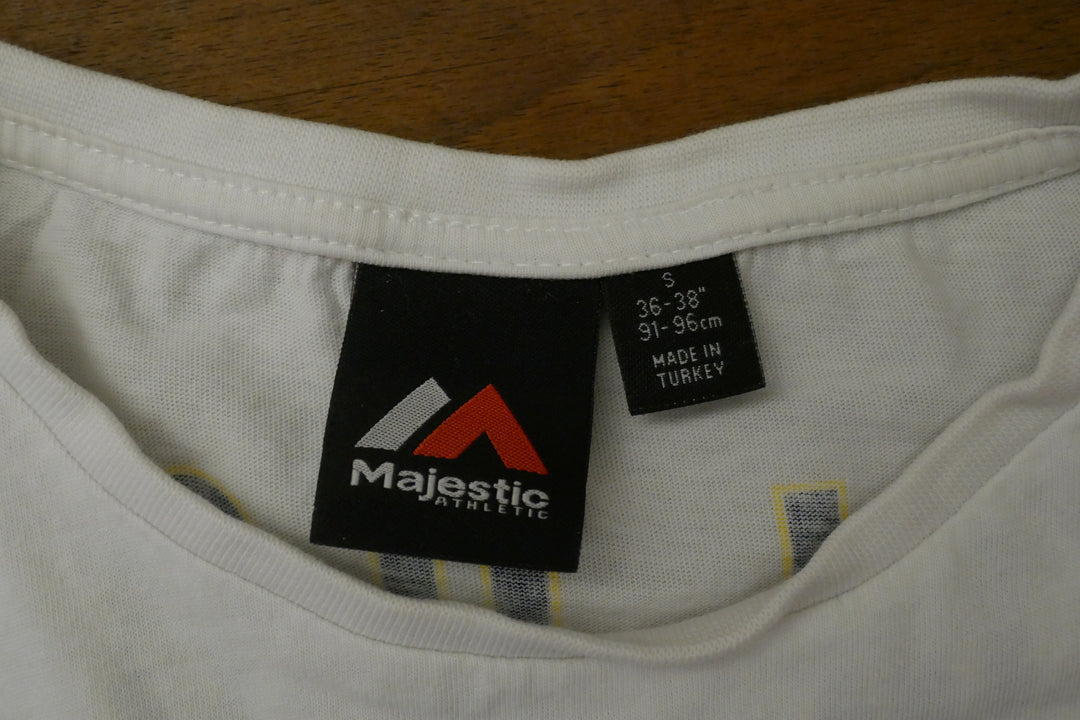 Majestic
ATHLETIC
S
36-38"
91-96cm
MADE IN
TURKEY